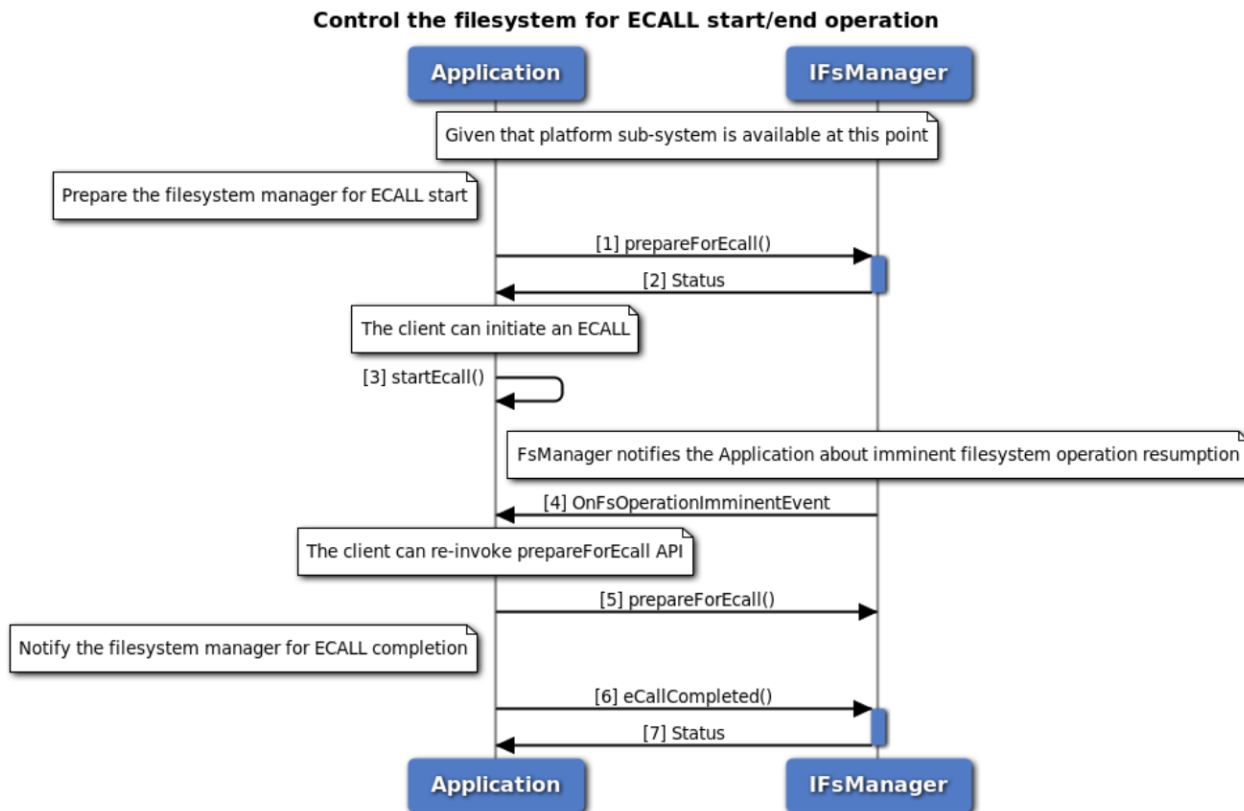 Control the filesystem for ECALL start/end operation
Application
IFsManager
Given that platform sub-system is available at this point
Prepare the filesystem manager for ECALL start
[1] prepareForEcall()
[2] Status
The client can initiate an ECALL
[3] startEcall()
FsManager notifies the Application about imminent filesystem operation resumption
[4] OnFsOperationImminentEvent
The client can re-invoke prepareForEcall API
[5] prepareForEcall()
Notify the filesystem manager for ECALL completion
[6] eCallCompleted()
[7] Status
Application
IFsManager